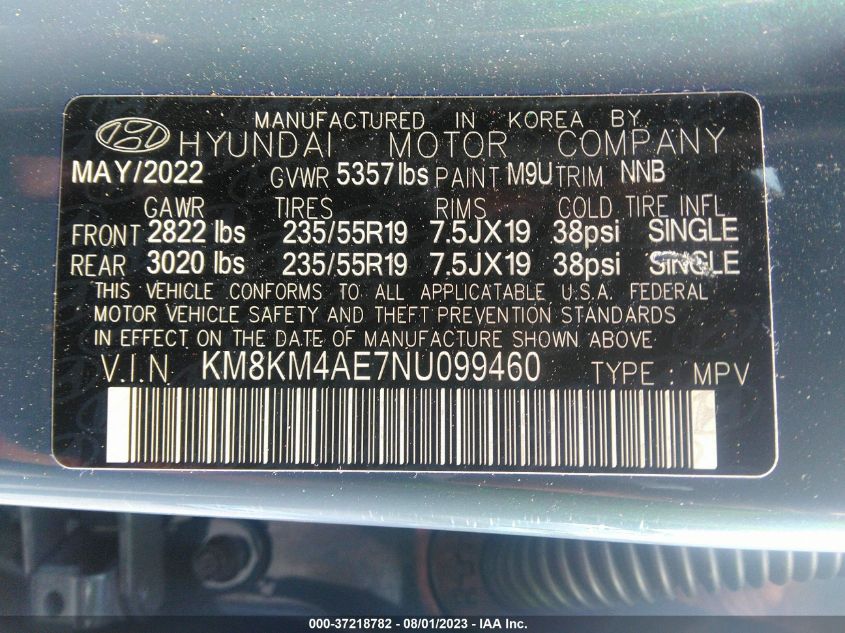 MANUFACTURED IN KOREA BY
HYUNDAI MOTOR COMPANY
MAY/2022 GVWR 5357 lbs PAINT M9U TRIM NNB
GAWR TIRES RIMS COLD TIRE INFL
FRONT 2822 lbs 235/55R19 7.5JX19 38psi SINGLE
REAR 3020 lbs 235/55R19 7.5JX19 38psi SINGLE
THIS VEHICLE CONFORMS TO ALL APPLICATABLE U.S.A. FEDERAL
MOTOR VEHICLE SAFETY AND THEFT PREVENTION STANDARDS
IN EFFECT ON THE DATE OF MANUFACTURE SHOWN ABOVE.
V.I.N KM8KM4AE7NU099460 TYPE : MPV
000-37218782 - 08/01/2023 - IAA Inc.